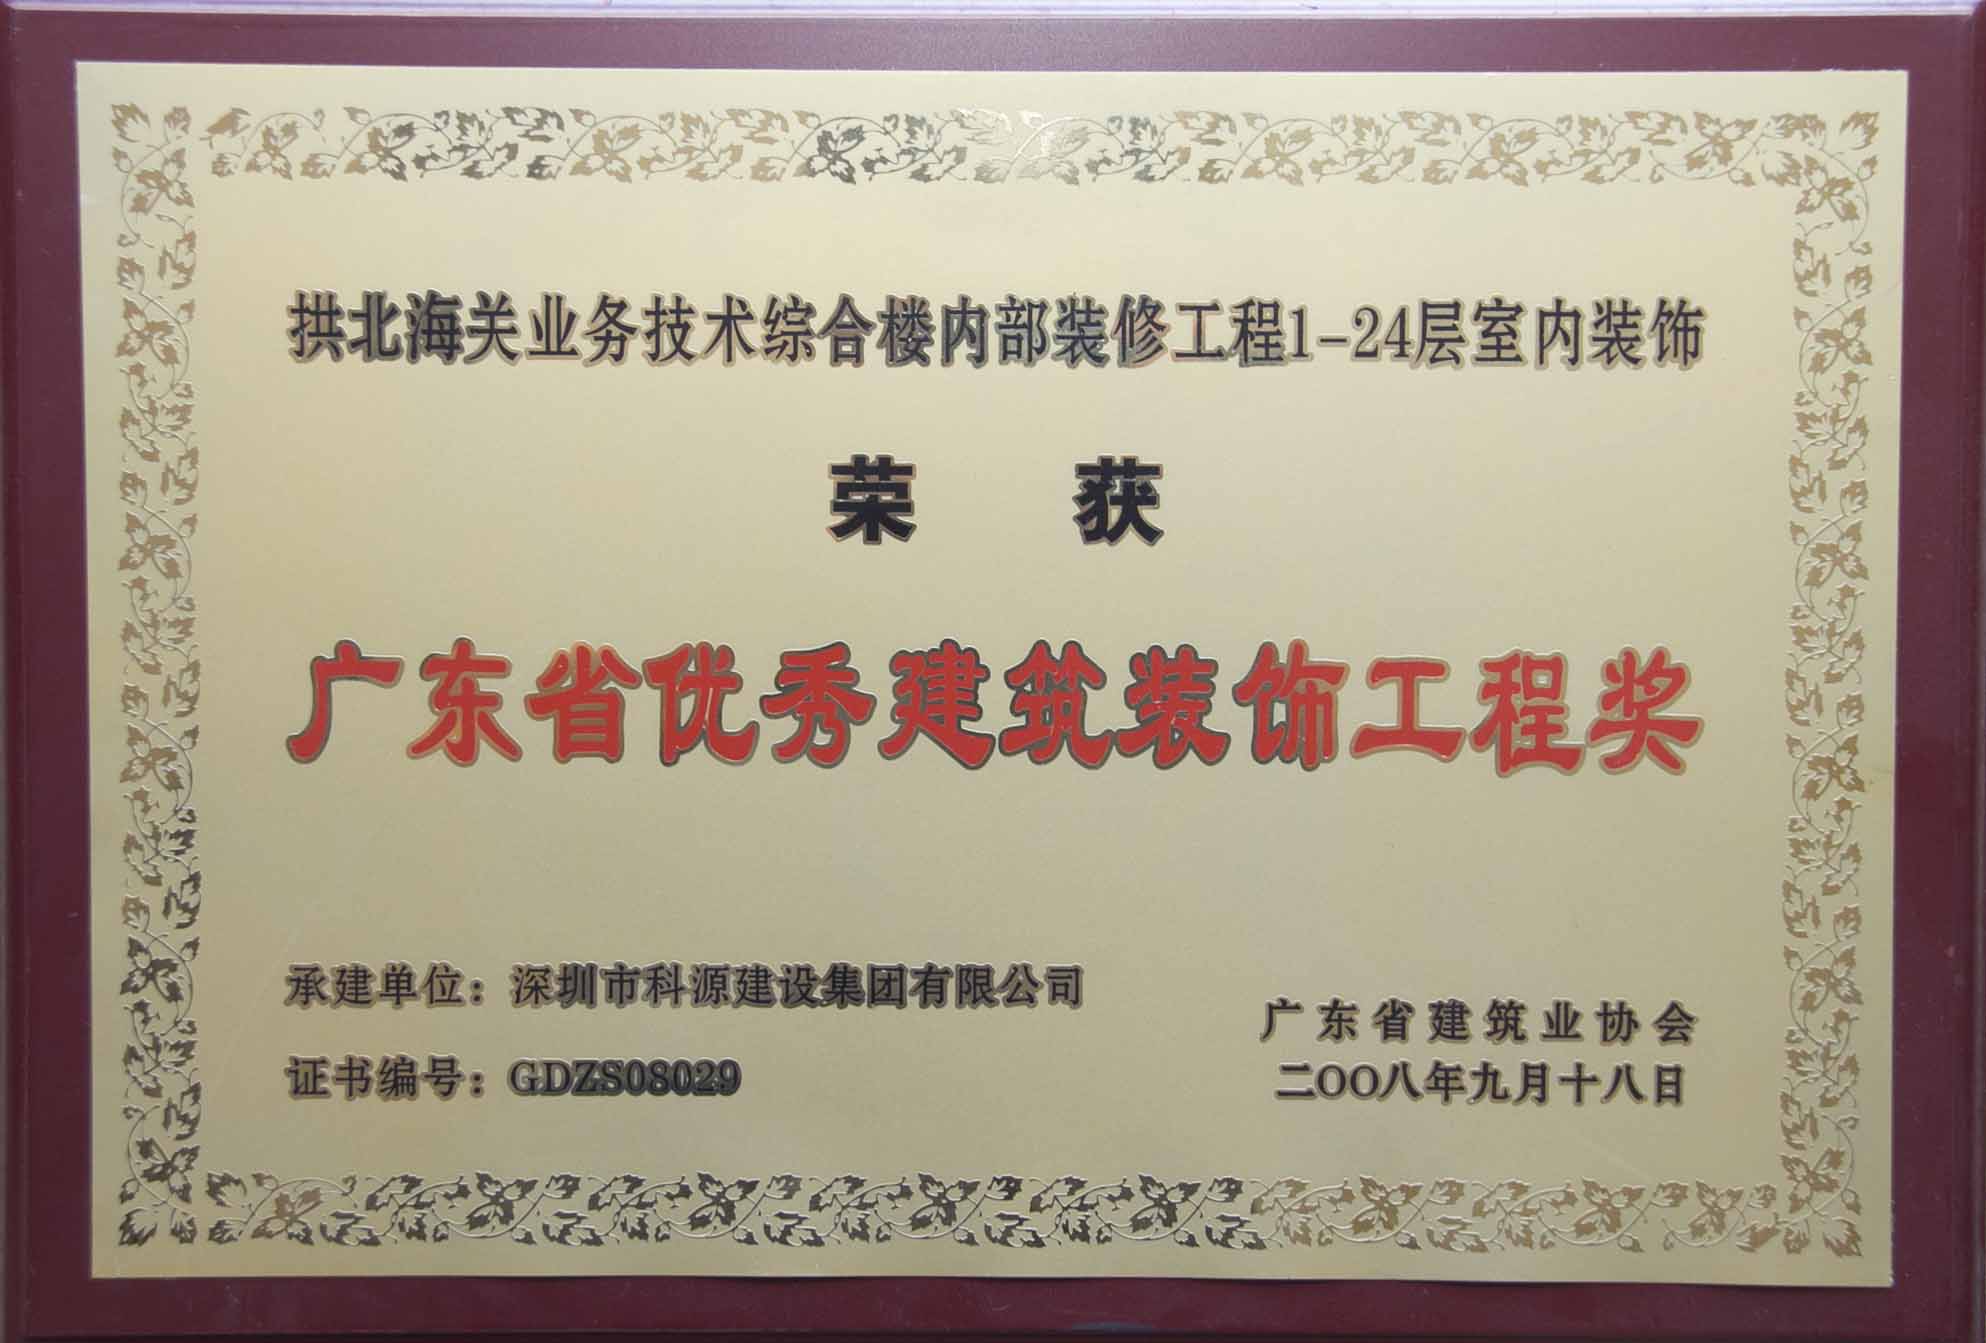 拱北海关业务技术综合楼内部装修工程1-24层室内装饰
荣 获
广东省优秀建筑装饰工程奖
承建单位：深圳市科源建设集团有限公司
证书编号：GDZS08029
广东省建筑业协会
二〇〇八年九月十八日